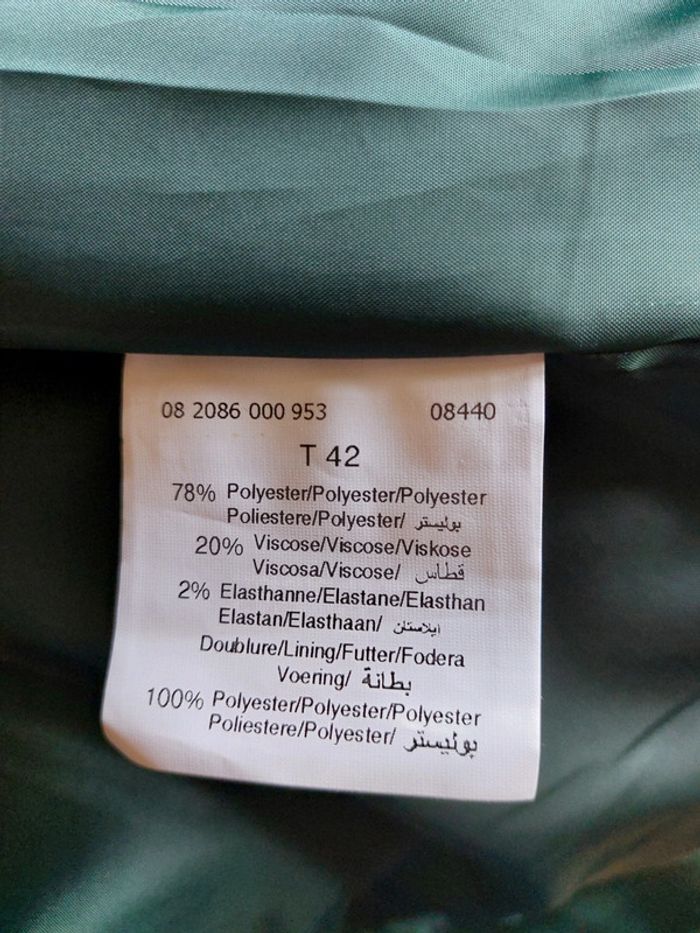 08 2086 000 953 08440
T 42
78% Polyester/Polyester/Polyester
Poliestere/Polyester/ بوليستر
20% Viscose/Viscose/Viskose
Viscosa/Viscose/ قطاس
2% Elasthanne/Elastane/Elasthan
Elastan/Elasthaan/ ايلاستان
Doublure/Lining/Futter/Fodera
Voering/ بطانة
100% Polyester/Polyester/Polyester
Poliestere/Polyester/ بوليستر